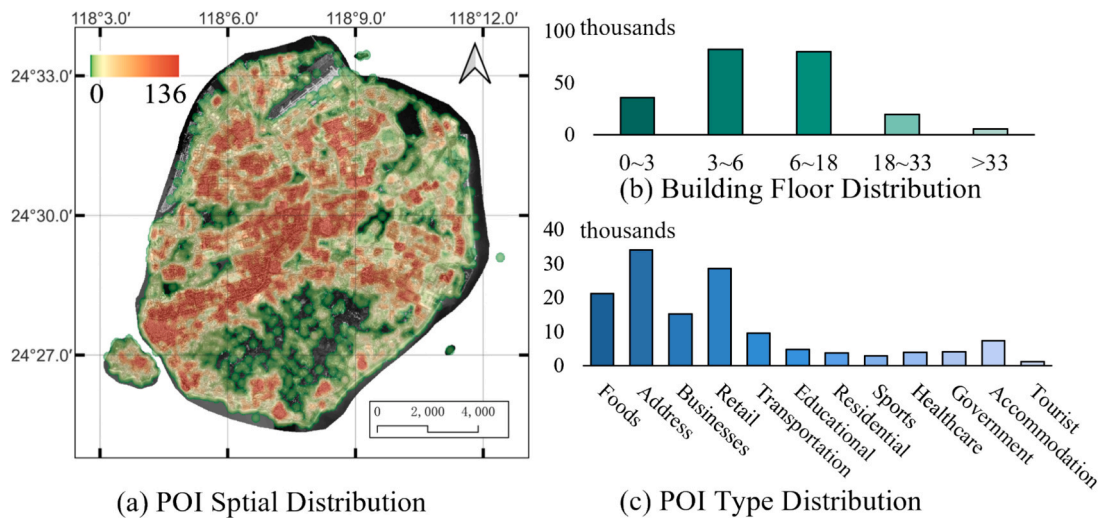 118°3.0′ 118°6.0′ 118°9.0′ 118°12.0′
24°33.0′
24°30.0′
24°27.0′
0 136
0 2,000 4,000
(a) POI Sptial Distribution
thousands
100
50
0
0~3 3~6 6~18 18~33 >33
(b) Building Floor Distribution
thousands
40
30
20
10
0
Foods
Address
Businesses
Retail
Transportation
Educational
Residential
Sports
Healthcare
Government
Accommodation
Tourist
(c) POI Type Distribution